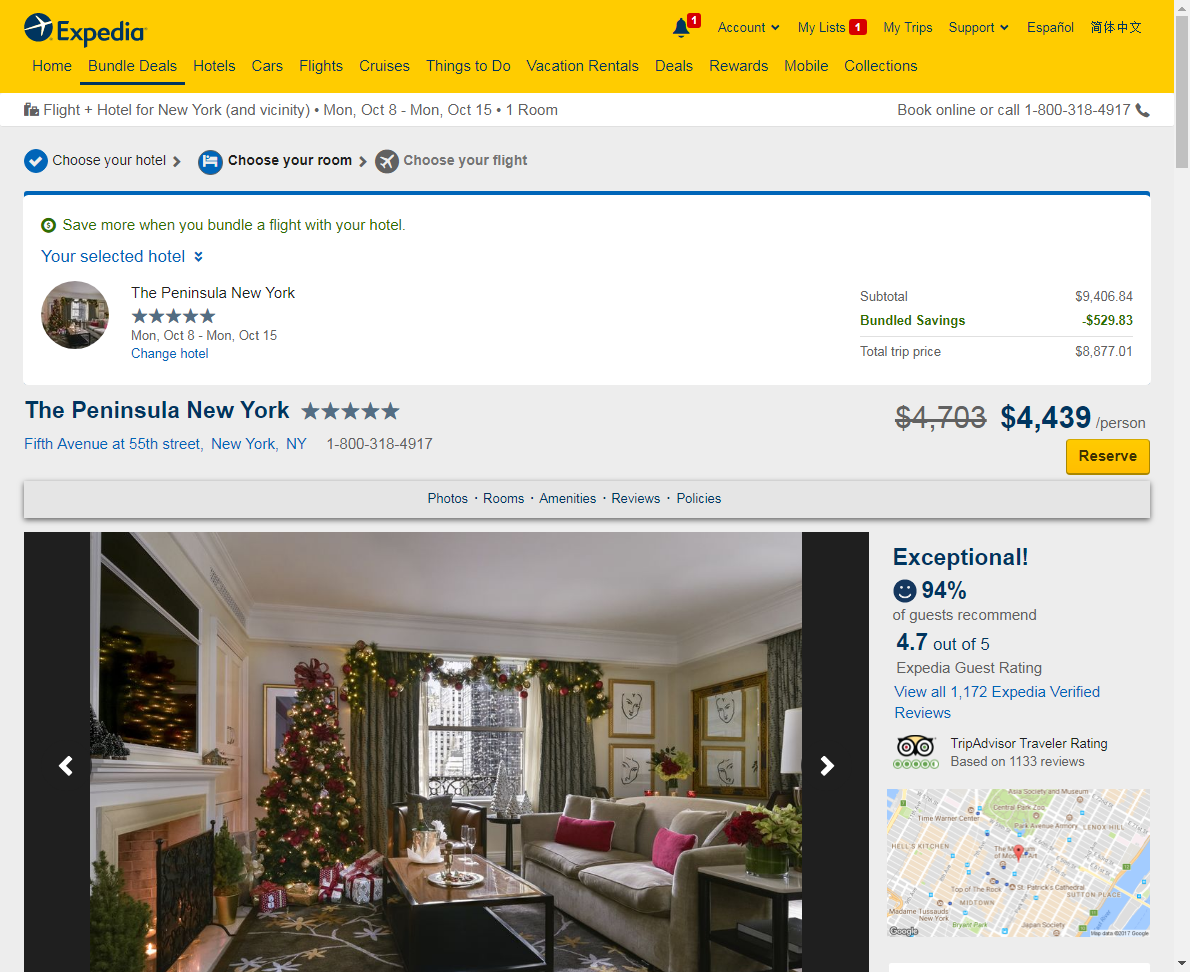 Expedia
1
Account
My Lists 1
My Trips
Support
Español
简体中文
Home
Bundle Deals
Hotels
Cars
Flights
Cruises
Things to Do
Vacation Rentals
Deals
Rewards
Mobile
Collections
Flight + Hotel for New York (and vicinity) • Mon, Oct 8 - Mon, Oct 15 • 1 Room
Book online or call 1-800-318-4917
Choose your hotel
Choose your room
Choose your flight
Save more when you bundle a flight with your hotel.
Your selected hotel
The Peninsula New York
Mon, Oct 8 - Mon, Oct 15
Change hotel
Subtotal $9,406.84
Bundled Savings -$529.83
Total trip price $8,877.01
The Peninsula New York
$4,703 $4,439 /person
Fifth Avenue at 55th street, New York, NY 1-800-318-4917
Reserve
Photos · Rooms · Amenities · Reviews · Policies
Exceptional!
94%
of guests recommend
4.7 out of 5
Expedia Guest Rating
View all 1,172 Expedia Verified
Reviews
TripAdvisor Traveler Rating
Based on 1133 reviews
Asia Society and Museum
Central Park Zoo
Time Warner Center
Park Avenue Armory
LENOX HILL
HELL'S KITCHEN
The Museum
of Modern Art
Top of The Rock
St. Patrick's Cathedral
SUTTON PLACE
MIDTOWN
Madame Tussauds
New York
Bryant Park
Japan Society
Google
Map data ©2017 Google